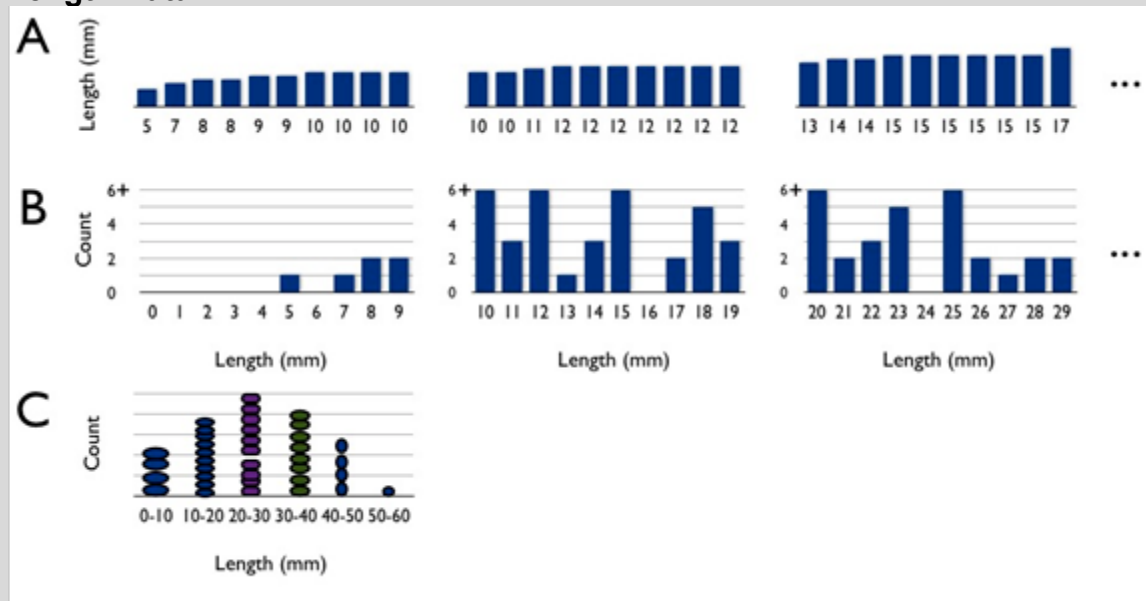 A
Length (mm)
5 7 8 8 9 9 10 10 10 10
10 10 11 12 12 12 12 12 12 12
13 14 14 15 15 15 15 15 15 17
...
B
Count
6+
4
2
0
0 1 2 3 4 5 6 7 8 9
Length (mm)
6+
4
2
0
10 11 12 13 14 15 16 17 18 19
Length (mm)
6+
4
2
0
20 21 22 23 24 25 26 27 28 29
Length (mm)
...
C
Count
0-10 10-20 20-30 30-40 40-50 50-60
Length (mm)